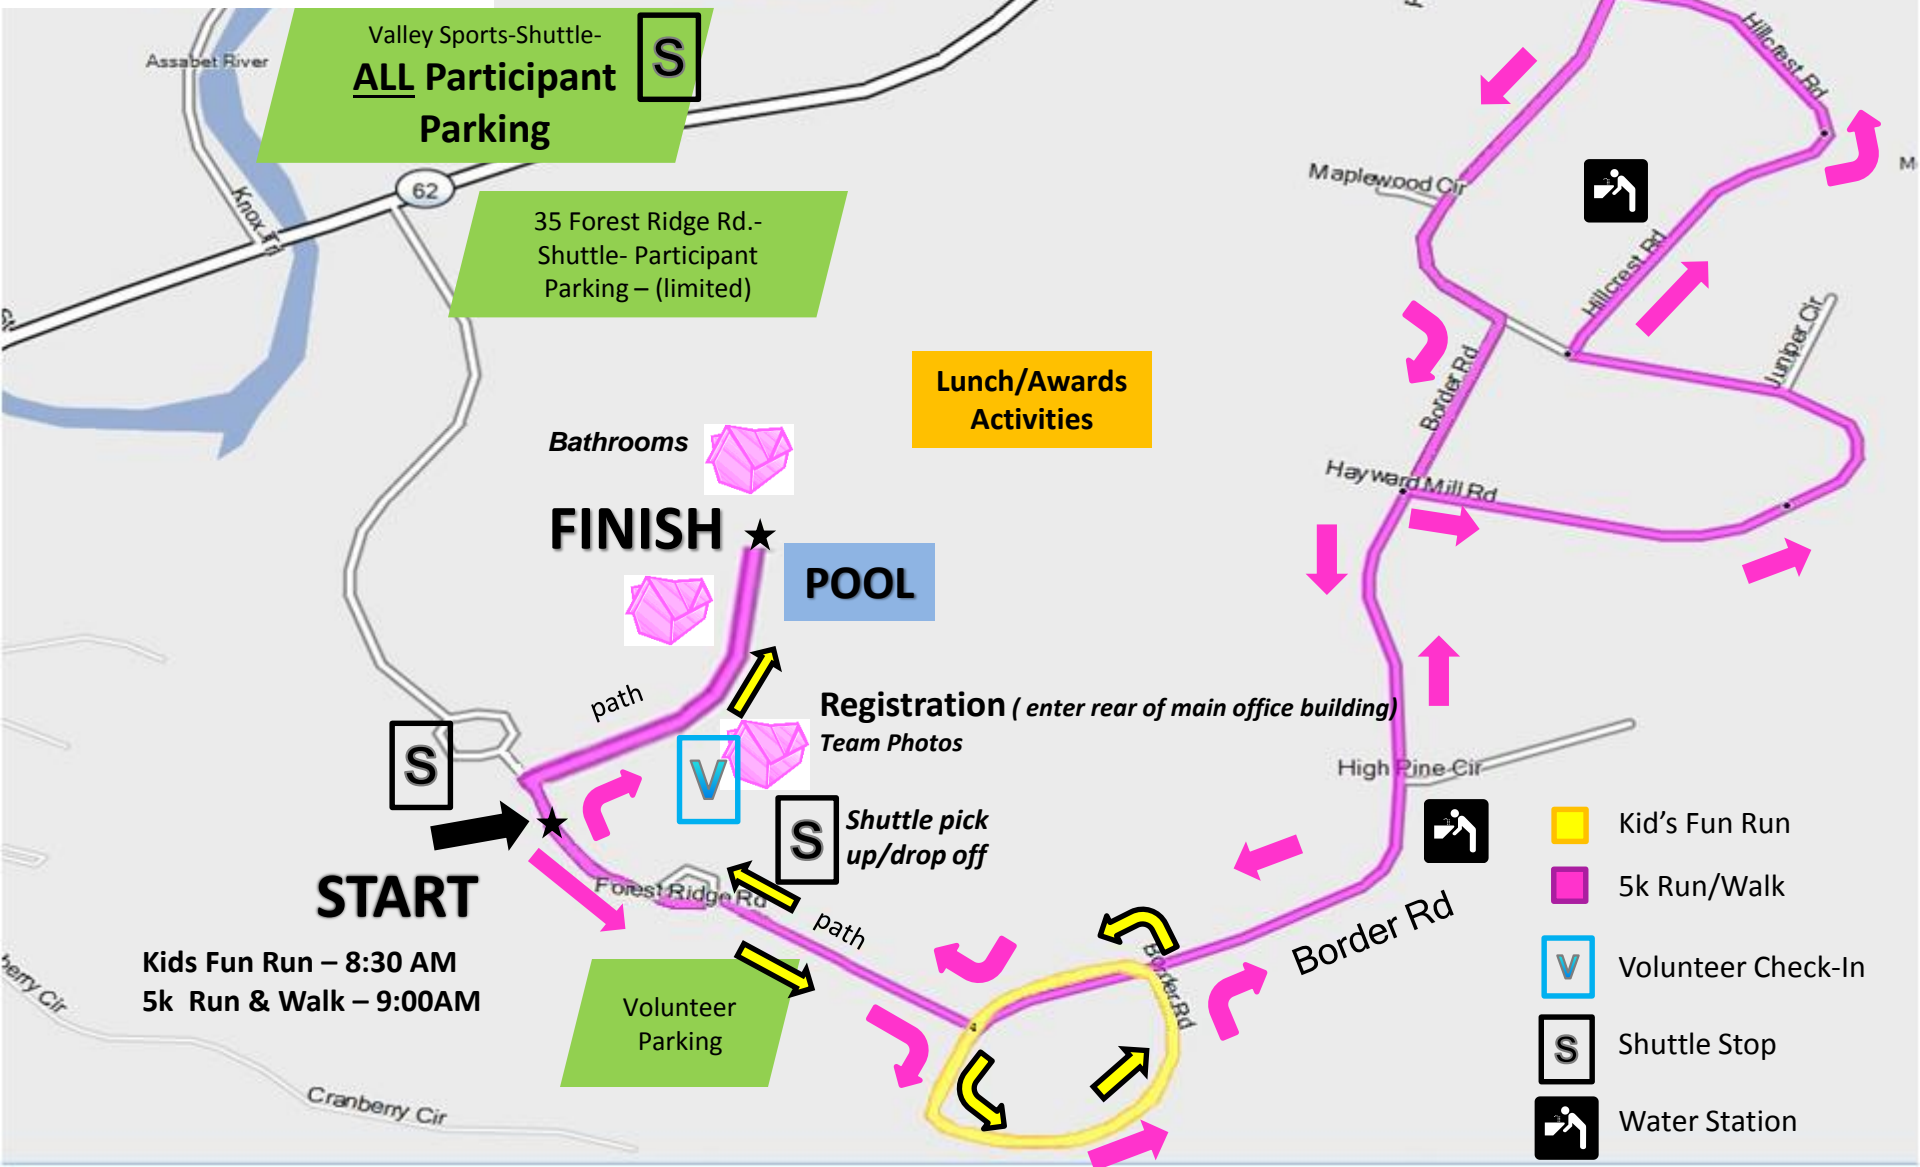 Valley Sports-Shuttle-
ALL Participant
Parking
S
Assabet River
Hillcrest Rd
62
Knox Trl
Maplewood Cir
35 Forest Ridge Rd.-
Shuttle- Participant
Parking – (limited)
Hillcrest Rd
Juniper Cir
Border Rd
Lunch/Awards
Activities
Bathrooms
Hayward Mill Rd
FINISH
POOL
path
Registration ( enter rear of main office building)
Team Photos
S
V
High Pine Cir
S
Shuttle pick
up/drop off
START
Forest Ridge Rd
path
Border Rd
Border Rd
Kids Fun Run – 8:30 AM
5k Run & Walk – 9:00AM
Volunteer
Parking
Cranberry Cir
Kid's Fun Run
5k Run/Walk
V
Volunteer Check-In
S
Shuttle Stop
Water Station